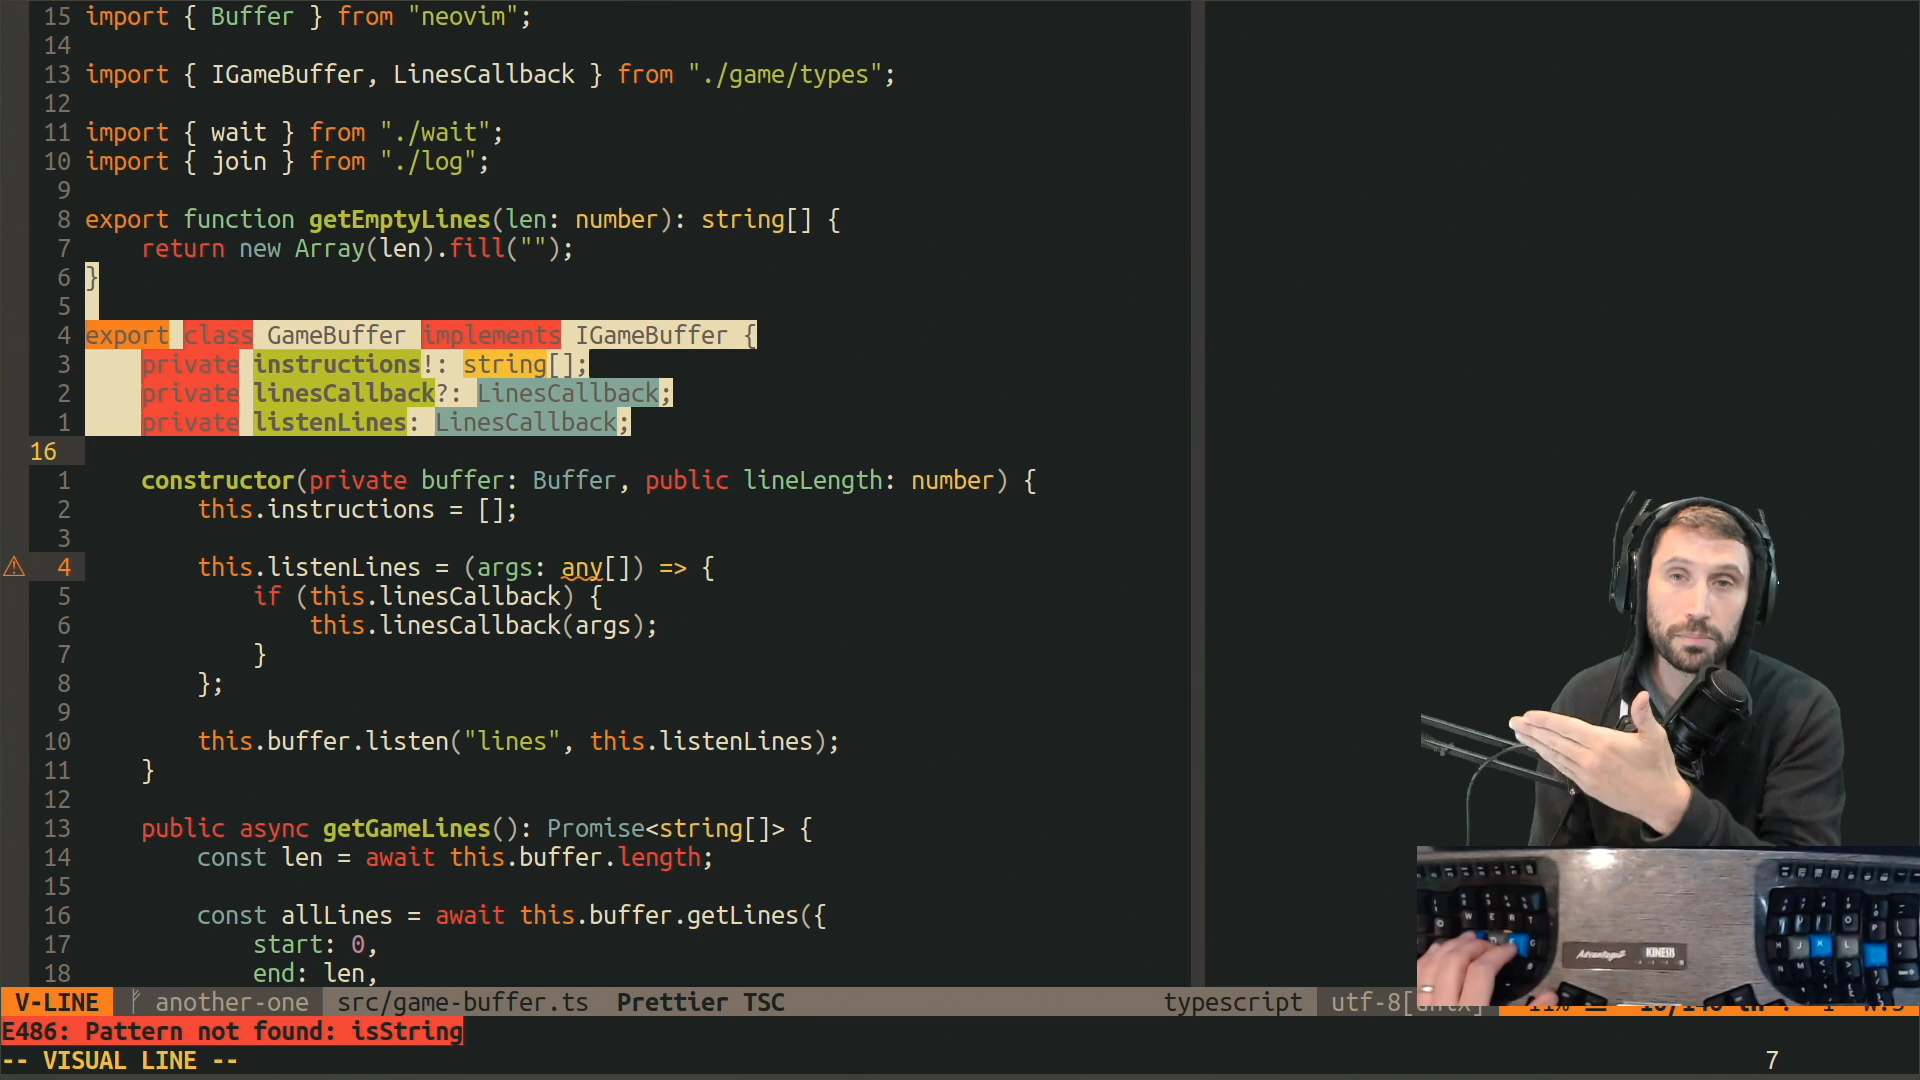 15 import { Buffer } from "neovim";
14
13 import { IGameBuffer, LinesCallback } from "./game/types";
12
11 import { wait } from "./wait";
10 import { join } from "./log";
9
8 export function getEmptyLines(len: number): string[] {
7     return new Array(len).fill("");
6 }
5
4 export class GameBuffer implements IGameBuffer {
3     private instructions!: string[];
2     private linesCallback?: LinesCallback;
1     private listenLines: LinesCallback;
16
1     constructor(private buffer: Buffer, public lineLength: number) {
2         this.instructions = [];
3
⚠ 4         this.listenLines = (args: any[]) => {
5             if (this.linesCallback) {
6                 this.linesCallback(args);
7             }
8         };
9
10         this.buffer.listen("lines", this.listenLines);
11     }
12
13     public async getGameLines(): Promise<string[]> {
14         const len = await this.buffer.length;
15
16         const allLines = await this.buffer.getLines({
17             start: 0,
18             end: len,
V-LINE another-one src/game-buffer.ts Prettier TSC typescript
E486: Pattern not found: isString
-- VISUAL LINE -- 7
KINESIS